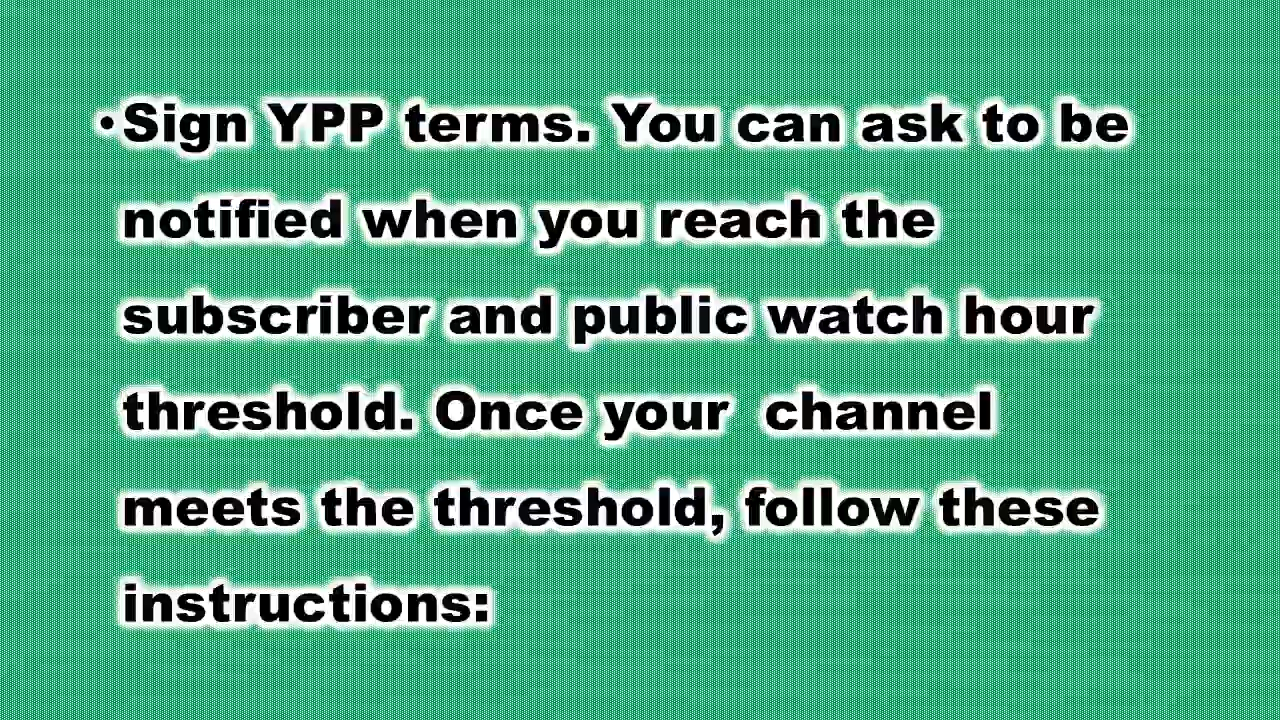 •Sign YPP terms. You can ask to be
notified when you reach the
subscriber and public watch hour
threshold. Once your  channel
meets the threshold, follow these
instructions: